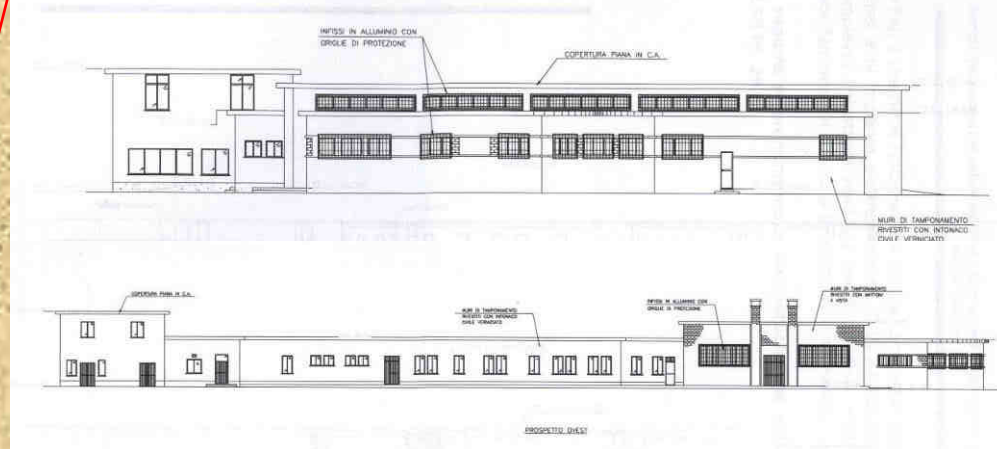 INFISSI IN ALLUMINIO CON
GRIGLIE DI PROTEZIONE
COPERTURA PIANA IN C.A.
MURI DI TAMPONAMENTO
RIVESTITI CON INTONACO
CIVILE VERNICIATO
COPERTURA PIANA IN C.A.
MURI DI TAMPONAMENTO
RIVESTITI CON INTONACO
CIVILE VERNICIATO
INFISSI IN ALLUMINIO CON
GRIGLIE DI PROTEZIONE
MURI DI TAMPONAMENTO
RIVESTITI CON MATTONI
A VISTA
PROSPETTO OVEST